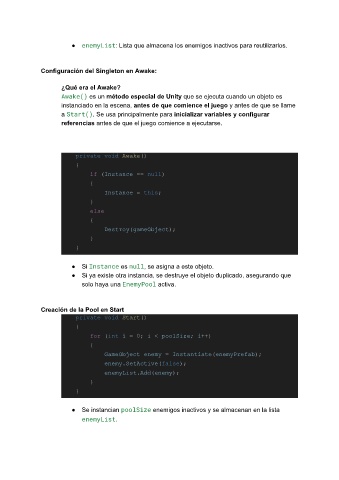 ● enemyList: Lista que almacena los enemigos inactivos para reutilizarlos.
Configuración del Singleton en Awake:
¿Qué era el Awake?
Awake() es un método especial de Unity que se ejecuta cuando un objeto es
instanciado en la escena, antes de que comience el juego y antes de que se llame
a Start(). Se usa principalmente para inicializar variables y configurar
referencias antes de que el juego comience a ejecutarse.
private void Awake()
{
if (Instance == null)
{
Instance = this;
}
else
{
Destroy(gameObject);
}
}
● Si Instance es null, se asigna a este objeto.
● Si ya existe otra instancia, se destruye el objeto duplicado, asegurando que
solo haya una EnemyPool activa.
Creación de la Pool en Start
private void Start()
{
for (int i = 0; i < poolSize; i++)
{
GameObject enemy = Instantiate(enemyPrefab);
enemy.SetActive(false);
enemyList.Add(enemy);
}
}
● Se instancian poolSize enemigos inactivos y se almacenan en la lista
enemyList.